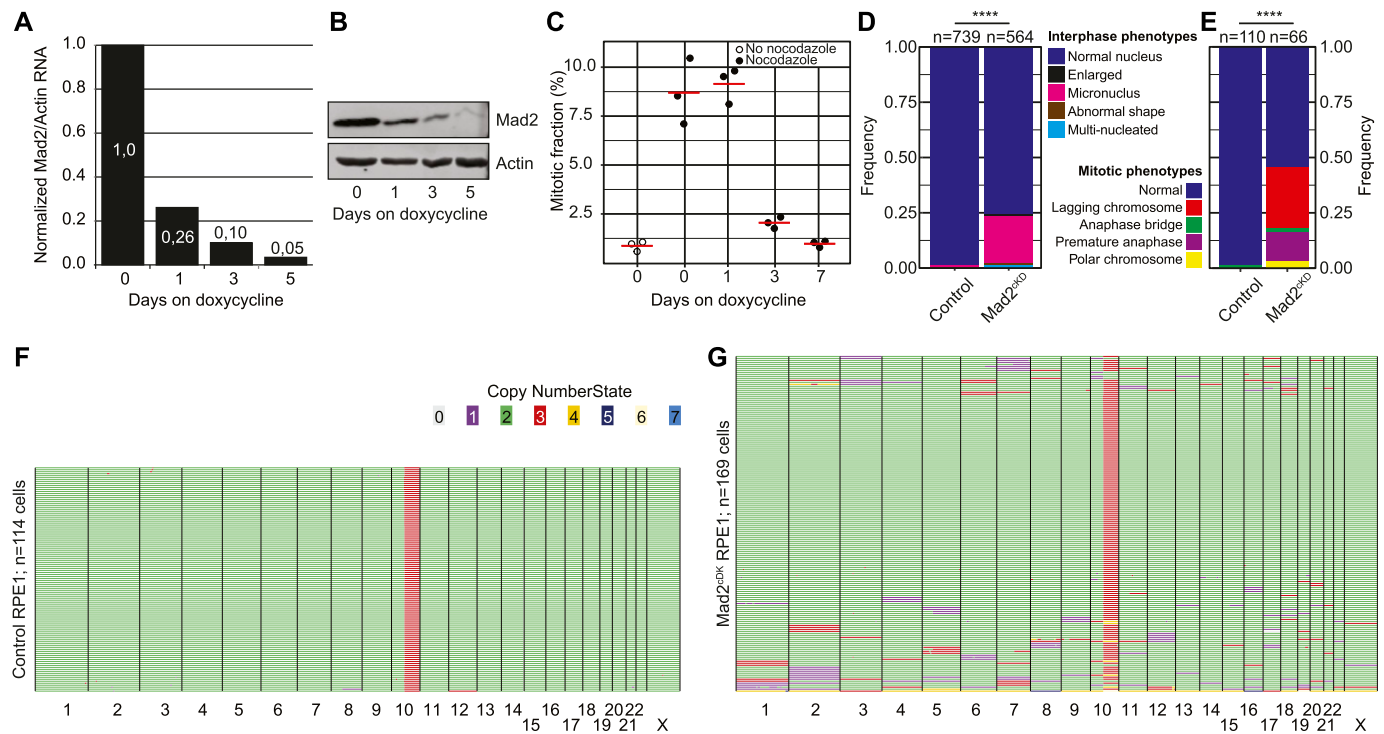 A
Normalized Mad2/Actin RNA
1.0
0.8
0.6
0.4
0.2
0.0
1,0
0,26
0,10
0,05
0 1 3 5
Days on doxycycline
B
Mad2
Actin
0 1 3 5
Days on doxycycline
C
Mitotic fraction (%)
10.0
7.5
5.0
2.5
No nocodazole
Nocodazole
0 0 1 3 7
Days on doxycycline
D
****
n=739 n=564
Frequency
1.00
0.75
0.50
0.25
0.00
Control
Mad2cKD
Interphase phenotypes
Normal nucleus
Enlarged
Micronucleus
Abnormal shape
Multi-nucleated
Mitotic phenotypes
Normal
Lagging chromosome
Anaphase bridge
Premature anaphase
Polar chromosome
E
****
n=110 n=66
1.00
0.75
0.50
0.25
0.00
Frequency
Control
Mad2cKD
F
Copy NumberState
0 1 2 3 4 5 6 7
Control RPE1; n=114 cells
1 2 3 4 5 6 7 8 9 10 11 12 13 14 16 18 20 22
15 17 19 21 X
G
Mad2cDK RPE1; n=169 cells
1 2 3 4 5 6 7 8 9 10 11 12 13 14 16 18 20 22
15 17 19 21 X